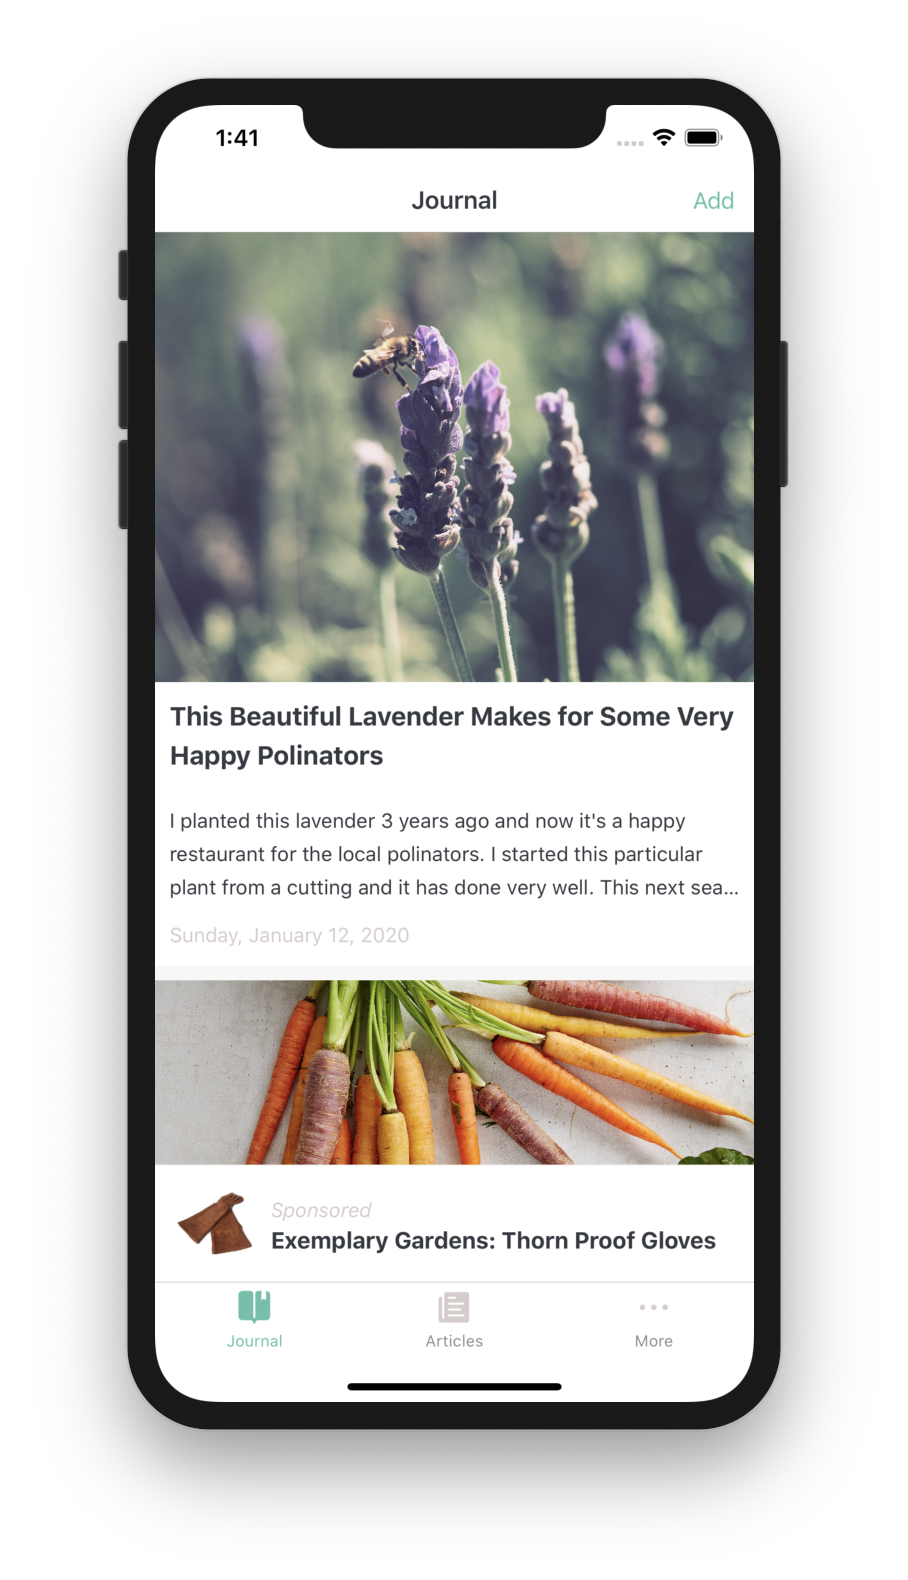 1:41
Journal
Add
This Beautiful Lavender Makes for Some Very
Happy Polinators
I planted this lavender 3 years ago and now it's a happy
restaurant for the local polinators. I started this particular
plant from a cutting and it has done very well. This next sea...
Sunday, January 12, 2020
Sponsored
Exemplary Gardens: Thorn Proof Gloves
Journal
Articles
More